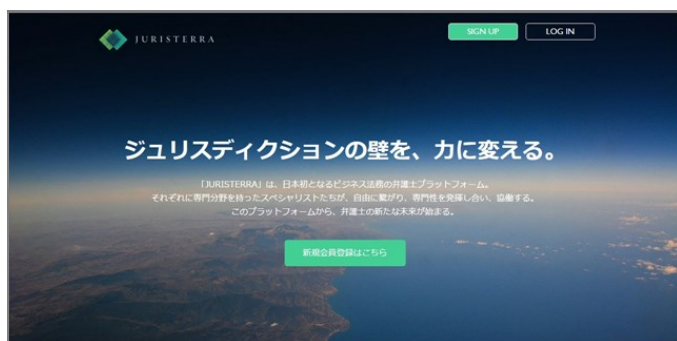 JURISTERRA
SIGN UP
LOG IN
ジュリスディクションの壁を、力に変える。
「JURISTERRA」は、日本初となるビジネス法務の弁護士プラットフォーム。
それぞれに専門分野を持ったスペシャリストたちが、自由に繋がり、専門性を発揮し合い、協働する。
このプラットフォームから、弁護士の新たな未来が始まる。
新規会員登録はこちら